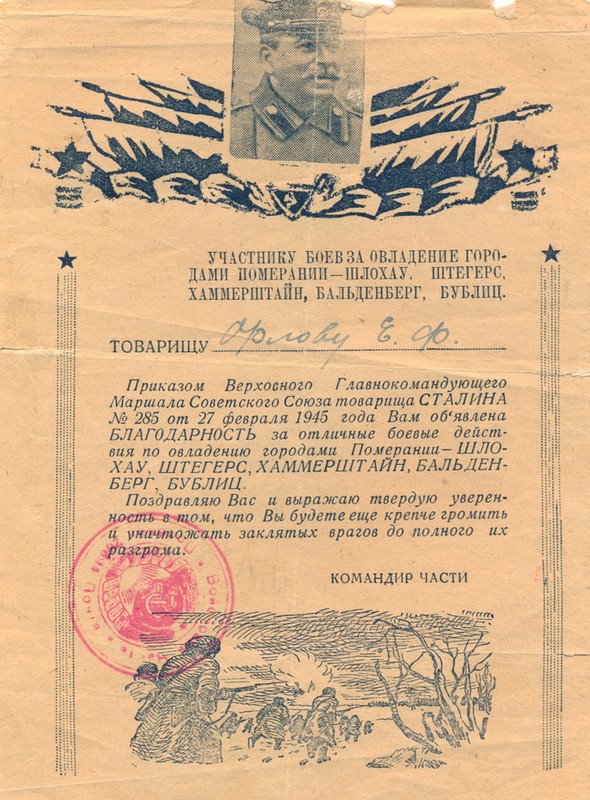 УЧАСТНИКУ БОЕВ ЗА ОВЛАДЕНИЕ ГОРО-
ДАМИ ПОМЕРАНИИ—ШЛОХАУ, ШТЕГЕРС,
ХАММЕРШТАЙН, БАЛЬДЕНБЕРГ, БУБЛИЦ.
ТОВАРИЩУ Орлову Е. Ф.
Приказом Верховного Главнокомандующего
Маршала Советского Союза товарища СТАЛИНА
№ 285 от 27 февраля 1945 года Вам об'явлена
БЛАГОДАРНОСТЬ за отличные боевые дейст-
вия по овладению городами Померании—ШЛО-
ХАУ, ШТЕГЕРС, ХАММЕРШТАЙН, БАЛЬДЕН-
БЕРГ, БУБЛИЦ.
Поздравляю Вас и выражаю твердую уверен-
ность в том, что Вы будете еще крепче громить
и уничтожать заклятых врагов до полного их
разгрома.
КОМАНДИР ЧАСТИ